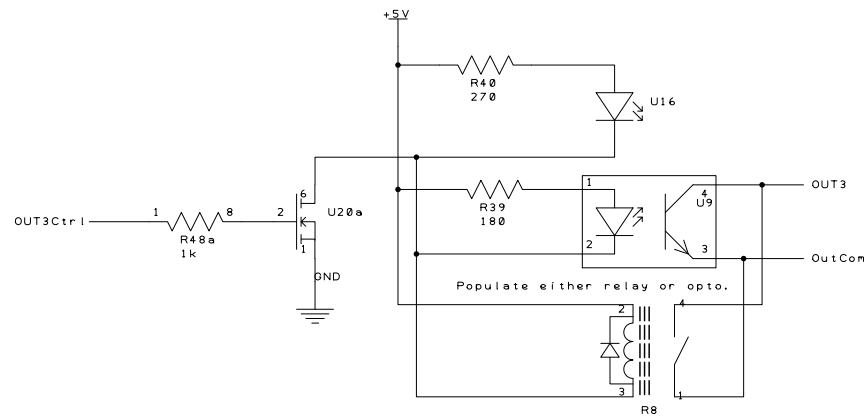 +5V
R40
270
U16
6
OUT3Ctrl
1
8
2
U20a
R48a
1k
1
GND
R39
180
1
2
4
U9
3
OUT3
OutCom
Populate either relay or opto.
2
3
4
1
R8